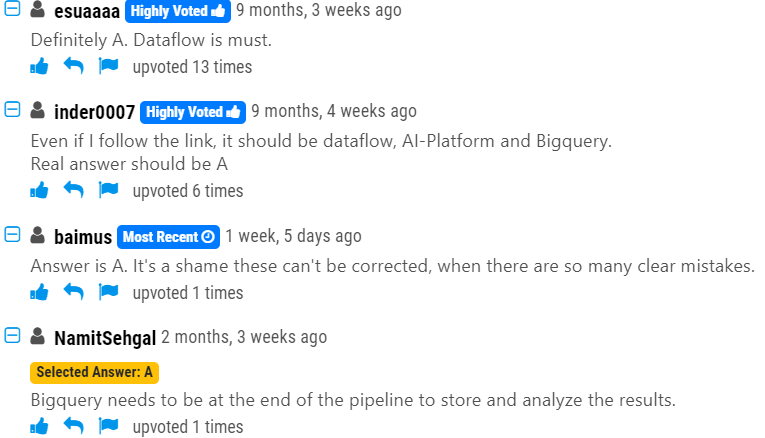 esuaaaa Highly Voted 9 months, 3 weeks ago
Definitely A. Dataflow is must.
upvoted 13 times
inder0007 Highly Voted 9 months, 4 weeks ago
Even if I follow the link, it should be dataflow, AI-Platform and Bigquery.
Real answer should be A
upvoted 6 times
baimus Most Recent 1 week, 5 days ago
Answer is A. It's a shame these can't be corrected, when there are so many clear mistakes.
upvoted 1 times
NamitSehgal 2 months, 3 weeks ago
Selected Answer: A
Bigquery needs to be at the end of the pipeline to store and analyze the results.
upvoted 1 times